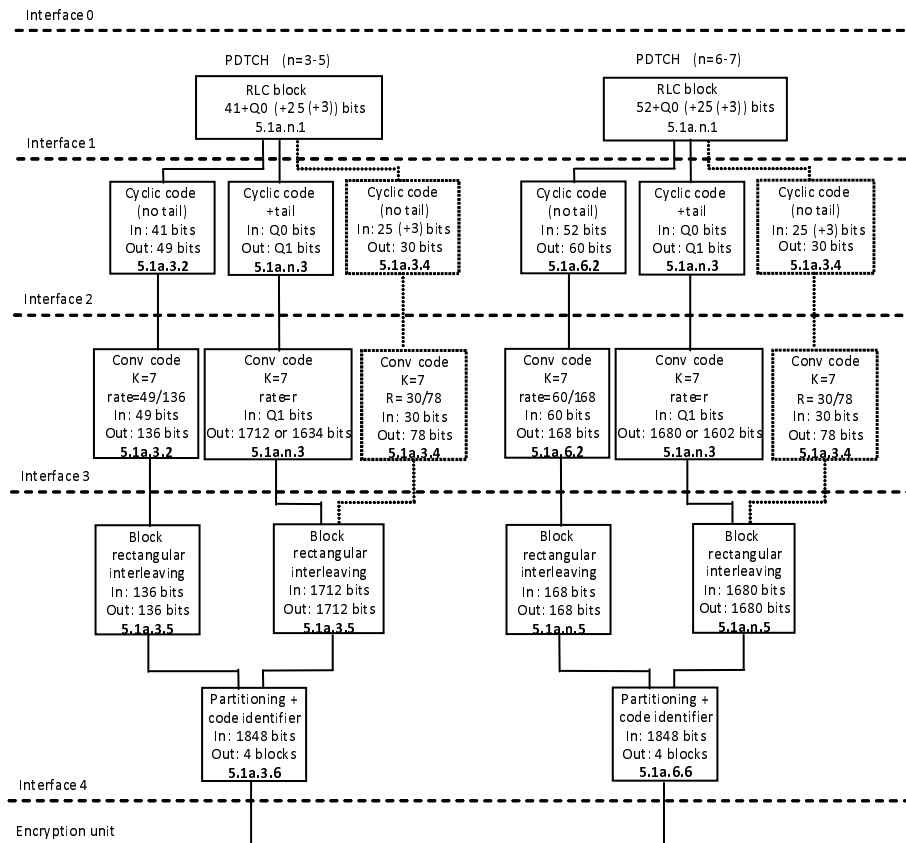 Interface 0
PDTCH (n=3-5)
RLC block
41+Q0 (+25 (+3)) bits
5.1a.n.1
PDTCH (n=6-7)
RLC block
52+Q0 (+25 (+3)) bits
5.1a.n.1
Interface 1
Cyclic code
(no tail)
In: 41 bits
Out: 49 bits
5.1a.3.2
Cyclic code
+tail
In: Q0 bits
Out: Q1 bits
5.1a.n.3
Cyclic code
(no tail)
In: 25 (+3) bits
Out: 30 bits
5.1a.3.4
Cyclic code
(no tail)
In: 52 bits
Out: 60 bits
5.1a.6.2
Cyclic code
+tail
In: Q0 bits
Out: Q1 bits
5.1a.n.3
Cyclic code
(no tail)
In: 25 (+3) bits
Out: 30 bits
5.1a.3.4
Interface 2
Conv code
K=7
rate=49/136
In: 49 bits
Out: 136 bits
5.1a.3.2
Conv code
K=7
rate=r
In: Q1 bits
Out: 1712 or 1634 bits
5.1a.n.3
Conv code
K=7
R= 30/78
In: 30 bits
Out: 78 bits
5.1a.3.4
Conv code
K=7
rate=60/168
In: 60 bits
Out: 168 bits
5.1a.6.2
Conv code
K=7
rate=r
In: Q1 bits
Out: 1680 or 1602 bits
5.1a.n.3
Conv code
K=7
R= 30/78
In: 30 bits
Out: 78 bits
5.1a.3.4
Interface 3
Block
rectangular
interleaving
In: 136 bits
Out: 136 bits
5.1a.3.5
Block
rectangular
interleaving
In: 1712 bits
Out: 1712 bits
5.1a.3.5
Block
rectangular
interleaving
In: 168 bits
Out: 168 bits
5.1a.n.5
Block
rectangular
interleaving
In: 1680 bits
Out: 1680 bits
5.1a.n.5
Partitioning +
code identifier
In: 1848 bits
Out: 4 blocks
5.1a.3.6
Partitioning +
code identifier
In: 1848 bits
Out: 4 blocks
5.1a.6.6
Interface 4
Encryption unit